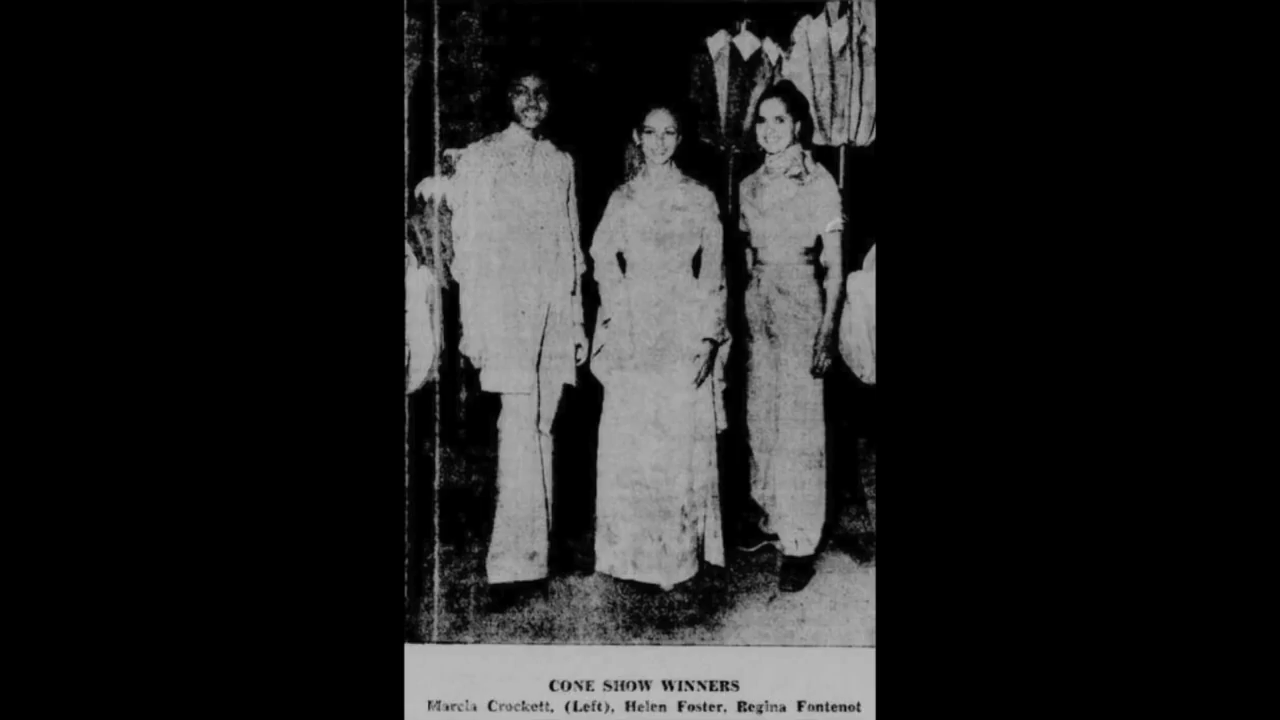 CONE SHOW WINNERS
Marcia Crockett, (Left), Helen Foster, Regina Fontenot